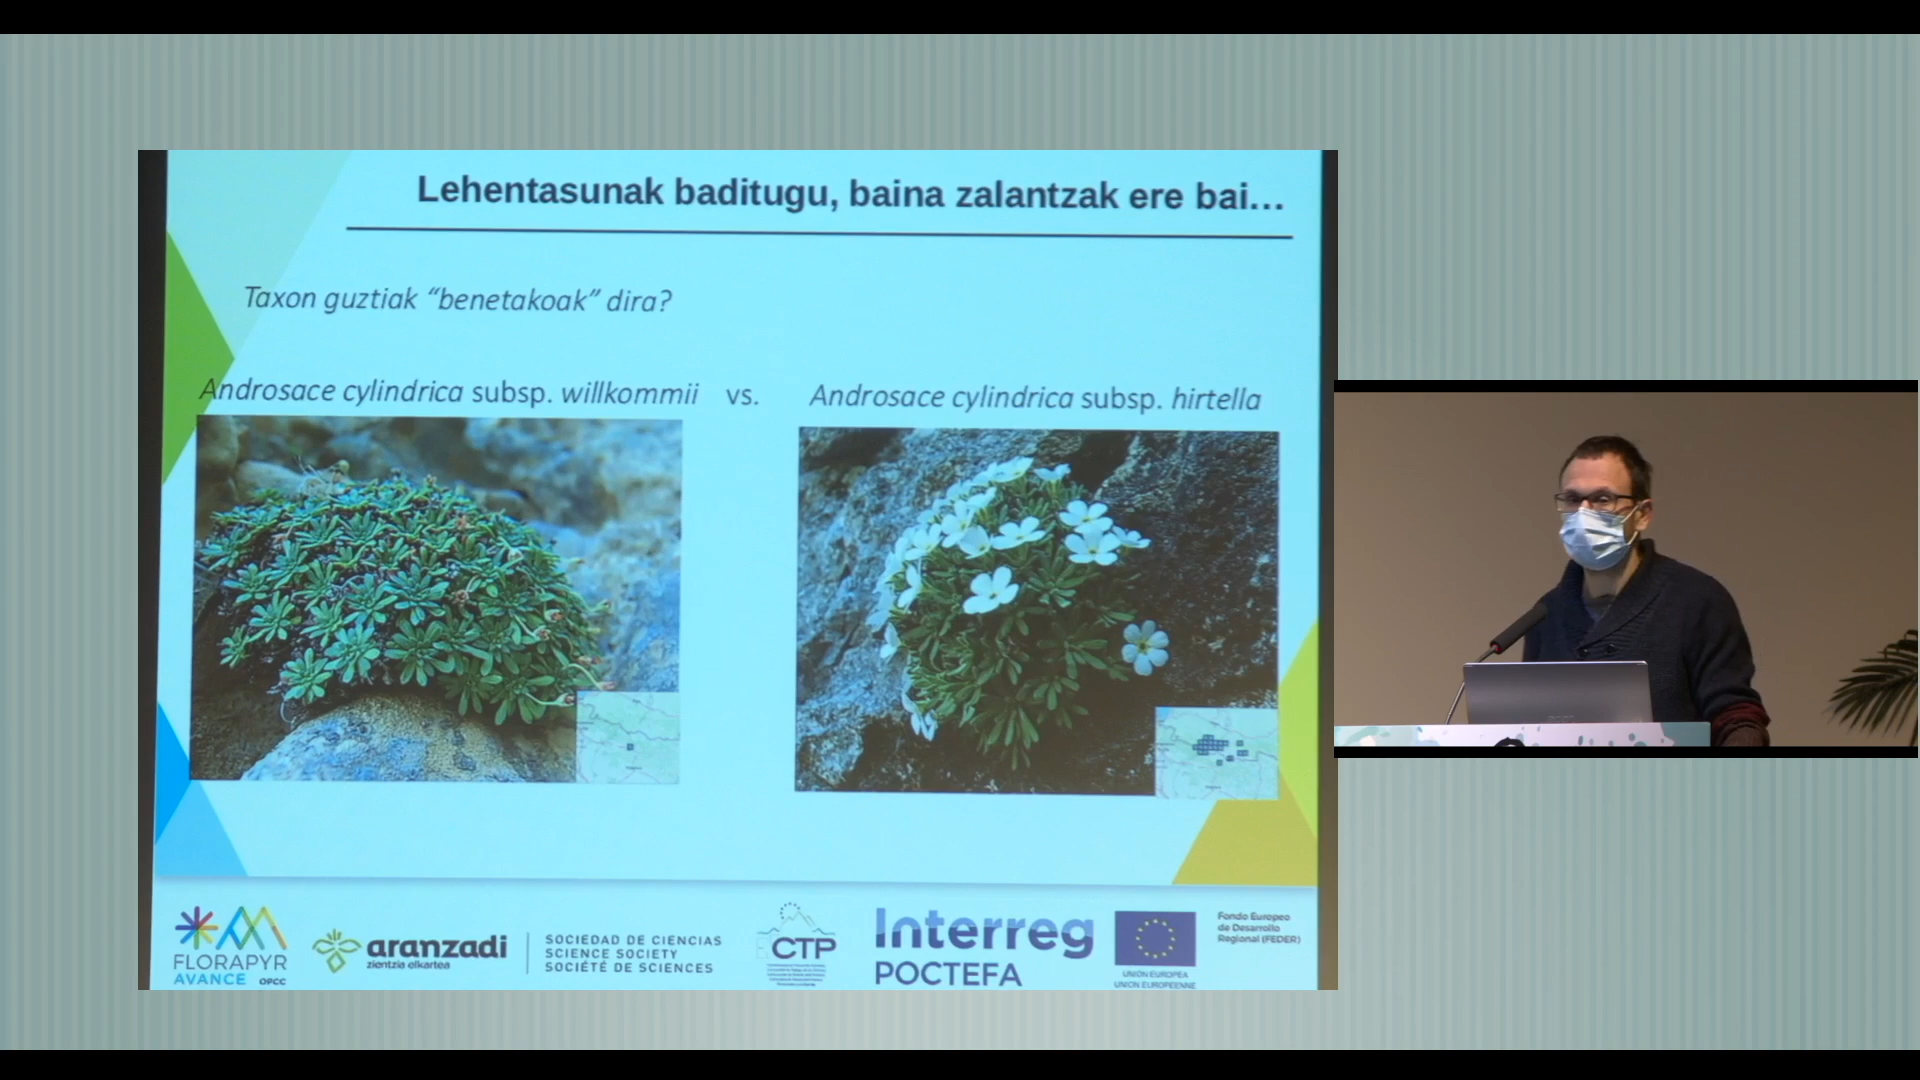 Lehentasunak baditugu, baina zalantzak ere bai...
Taxon guztiak “benetakoak” dira?
Androsace cylindrica subsp. willkommii vs. Androsace cylindrica subsp. hirtella
FLORAPYR
AVANCE OPCC
aranzadi
zientzia elkartea
SOCIEDAD DE CIENCIAS
SCIENCE SOCIETY
SOCIÉTÉ DE SCIENCES
CTP
Interreg
POCTEFA
UNION EUROPEA
UNION EUROPÉENNE
Fondo Europeo
de Desarrollo
Regional (FEDER)